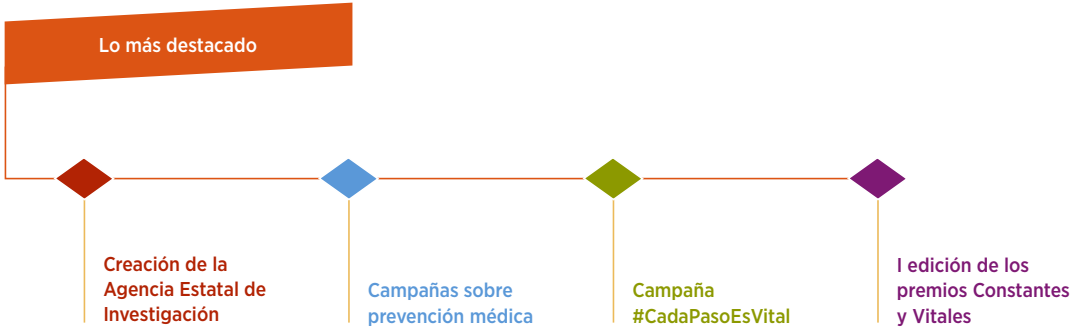 Lo más destacado
Creación de la
Agencia Estatal de
Investigación
Campañas sobre
prevención médica
Campaña
#CadaPasoEsVital
I edición de los
premios Constantes
y Vitales